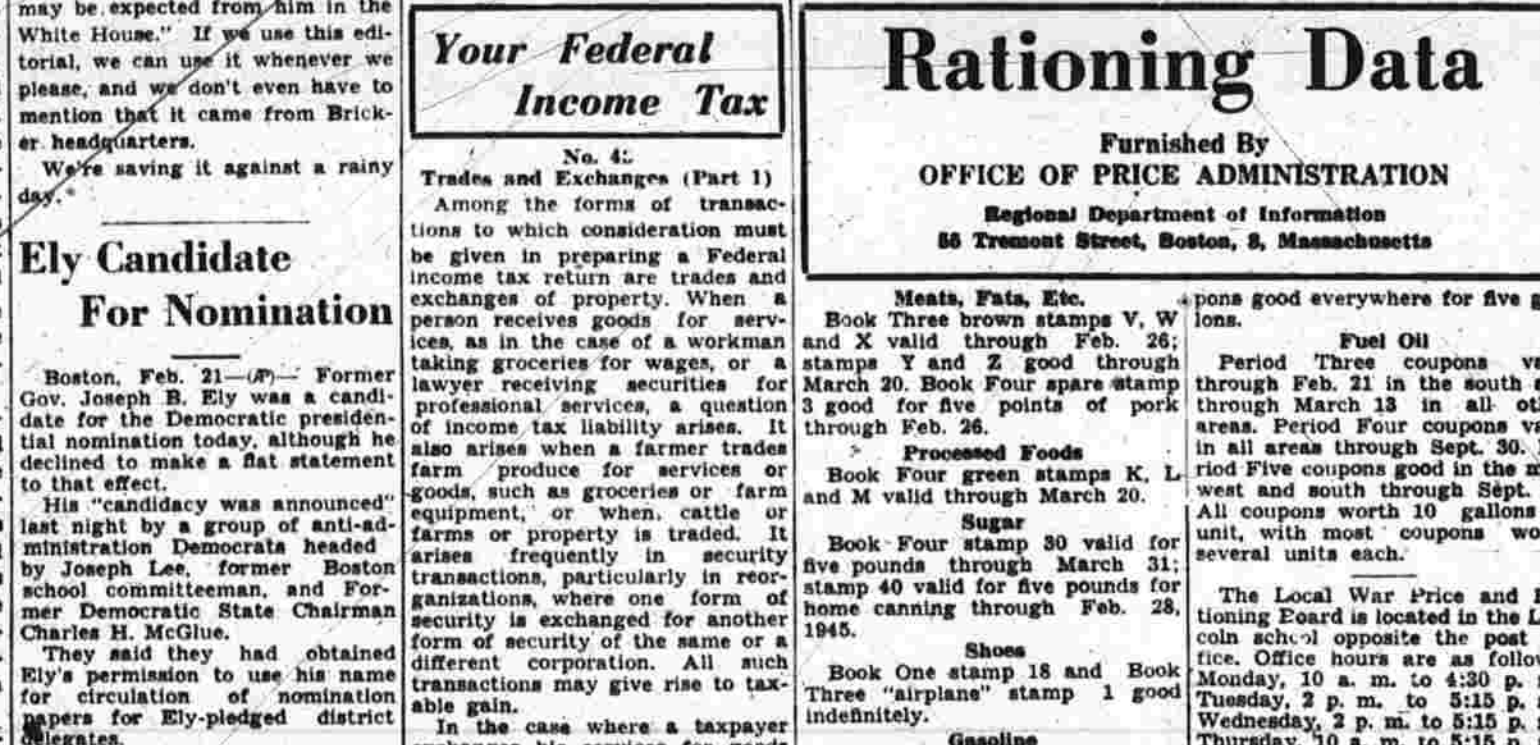 may be expected from him in the
White House." If we use this edi-
torial, we can use it whenever we
please, and we don't even have to
mention that it came from Brick-
er headquarters.
We're saving it against a rainy
day.
Ely Candidate
For Nomination
Boston, Feb. 21—(AP)— Former
Gov. Joseph B. Ely was a candi-
date for the Democratic presiden-
tial nomination today, although he
declined to make a flat statement
to that effect.
His "candidacy was announced"
last night by a group of anti-ad-
ministration Democrats headed
by Joseph Lee, former Boston
school committeeman, and For-
mer Democratic State Chairman
Charles H. McGlue.
They said they had obtained
Ely's permission to use his name
for circulation of nomination
papers for Ely-pledged district
delegates.
Your Federal
Income Tax
No.
Trades and Exchanges (Part 1)
Among the forms of transac-
tions to which consideration must
be given in preparing a Federal
income tax return are trades and
exchanges of property. When a
person receives goods for serv-
ices, as in the case of a workman
taking groceries for wages, or a
lawyer receiving securities for
professional services, a question
of income tax liability arises. It
also arises when a farmer trades
farm produce for services or
goods, such as groceries or farm
equipment, or when cattle or
farms or property is traded. It
arises frequently in security
transactions, particularly in reor-
ganizations, where one form of
security is exchanged for another
form of security of the same or a
different corporation. All such
transactions may give rise to tax-
able gain.
In the case where a taxpayer
Rationing Data
Furnished By
OFFICE OF PRICE ADMINISTRATION
Regional Department of Information
55 Tremont Street, Boston, 8, Massachusetts
Meats, Fats, Etc.
Book Three brown stamps V, W
and X valid through Feb. 26;
stamps Y and Z good through
March 20. Book Four spare stamp
3 good for five points of pork
through Feb. 26.
Processed Foods
Book Four green stamps K, L
and M valid through March 20.
Sugar
Book Four stamp 30 valid for
five pounds through March 31;
stamp 40 valid for five pounds for
home canning through Feb. 28,
1945.
Shoes
Book One stamp 18 and Book
Three "airplane" stamp 1 good
indefinitely.
Gasoline
pons good everywhere for five
lons.
Fuel Oil
Period Three coupons
through Feb. 21 in the south
through March 13 in all
areas. Period Four coupons
in all areas through Sept. 30.
riod Five coupons good in the
west and south through Sept.
All coupons worth 10 gallons
unit, with most coupons
several units each.
The Local War Price and
tioning Board is located in the
coln school opposite the post
fice. Office hours are as
Monday, 10 a. m. to 4:30 p.
Tuesday, 2 p. m. to 5:15 p.
Wednesday, 2 p. m. to 5:15 p.
Thursday, 10 a. m. to 5:15 p.